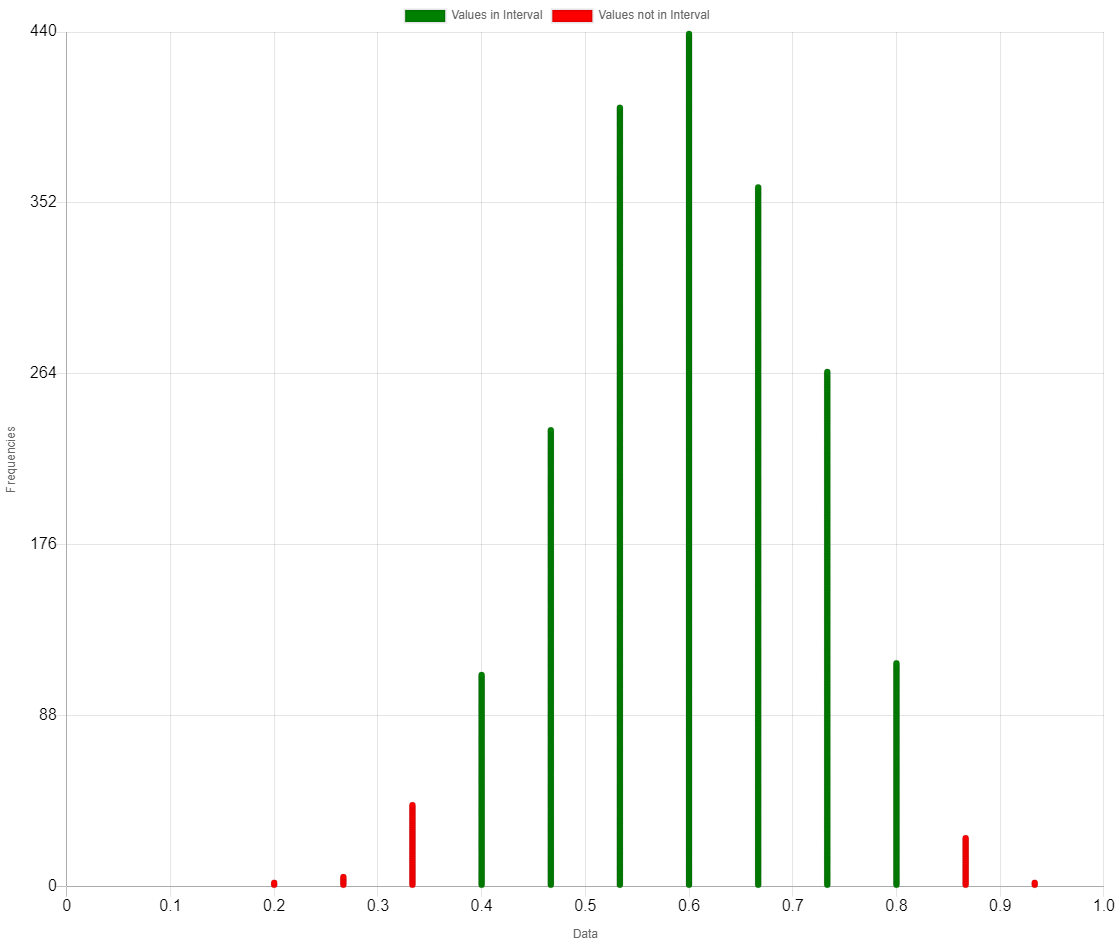 Values in Interval Values not in Interval
440
352
264
176
88
0
Frequencies
0 0.1 0.2 0.3 0.4 0.5 0.6 0.7 0.8 0.9 1.0
Data